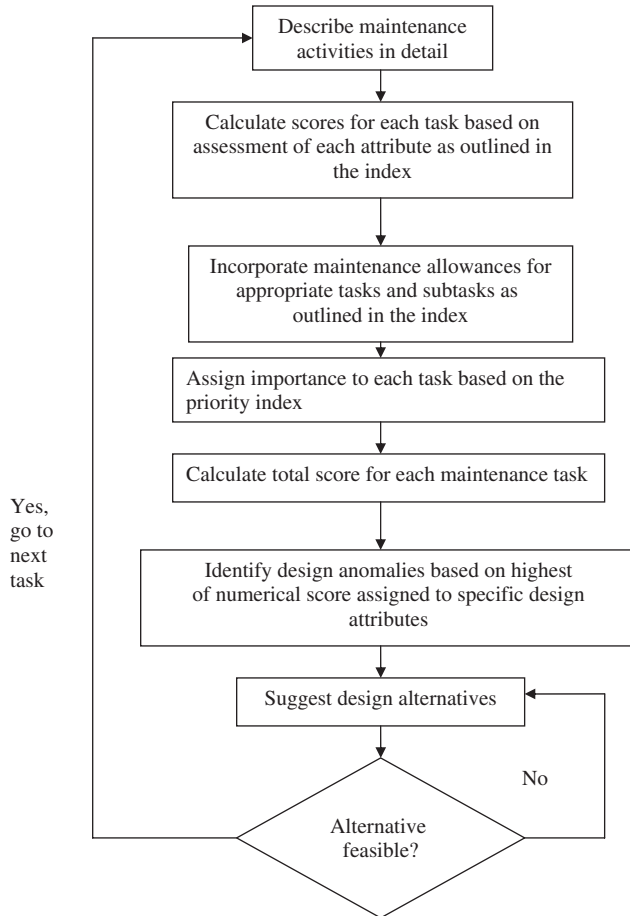 Describe maintenance
activities in detail
Calculate scores for each task based on
assessment of each attribute as outlined in
the index
Incorporate maintenance allowances for
appropriate tasks and subtasks as
outlined in the index
Assign importance to each task based on the
priority index
Calculate total score for each maintenance task
Yes,
go to
next
task
Identify design anomalies based on highest
of numerical score assigned to specific design
attributes
Suggest design alternatives
No
Alternative
feasible?